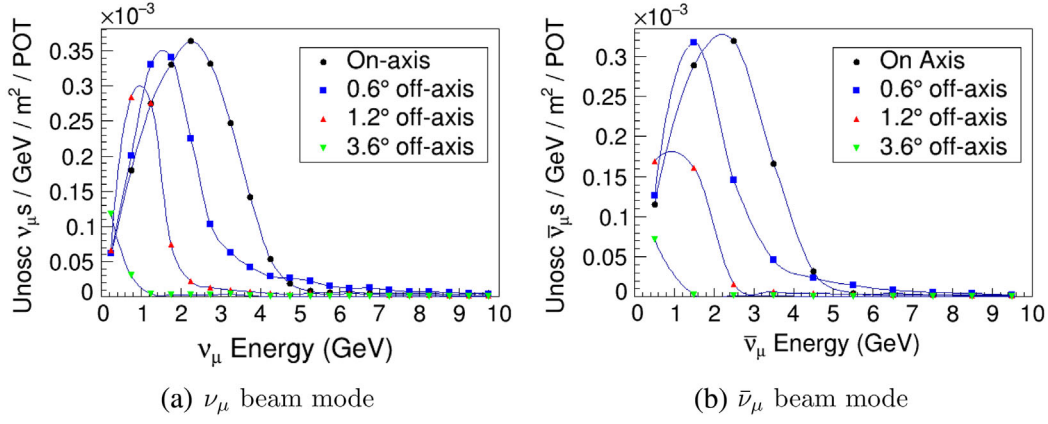 ×10⁻³
Unosc νμs / GeV / m² / POT
0.35
0.3
0.25
0.2
0.15
0.1
0.05
0
On-axis
0.6° off-axis
1.2° off-axis
3.6° off-axis
0 1 2 3 4 5 6 7 8 9 10
νμ Energy (GeV)
(a) νμ beam mode
×10⁻³
Unosc ν̄μs / GeV / m² / POT
0.3
0.25
0.2
0.15
0.1
0.05
0
On Axis
0.6° off-axis
1.2° off-axis
3.6° off-axis
0 1 2 3 4 5 6 7 8 9 10
ν̄μ Energy (GeV)
(b) ν̄μ beam mode